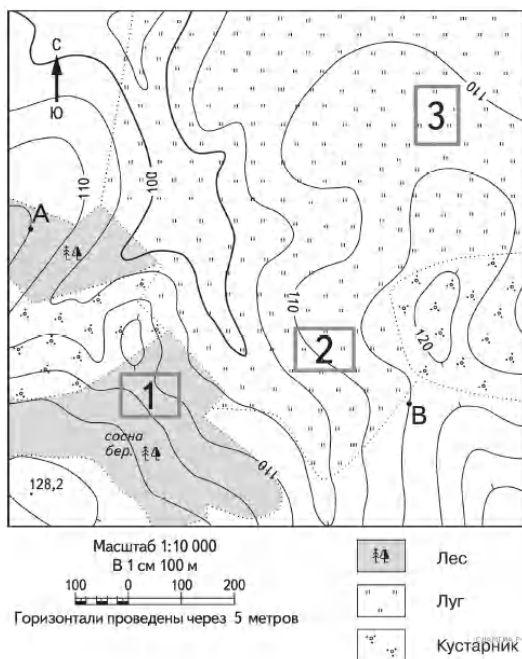 С
Ю
110
3
А
110
100
110
2
120
В
1
сосна
бер.
110
128,2
Масштаб 1:10 000
В 1 см 100 м
100 0 100 200
Горизонтали проведены через 5 метров
Лес
Луг
Кустарник